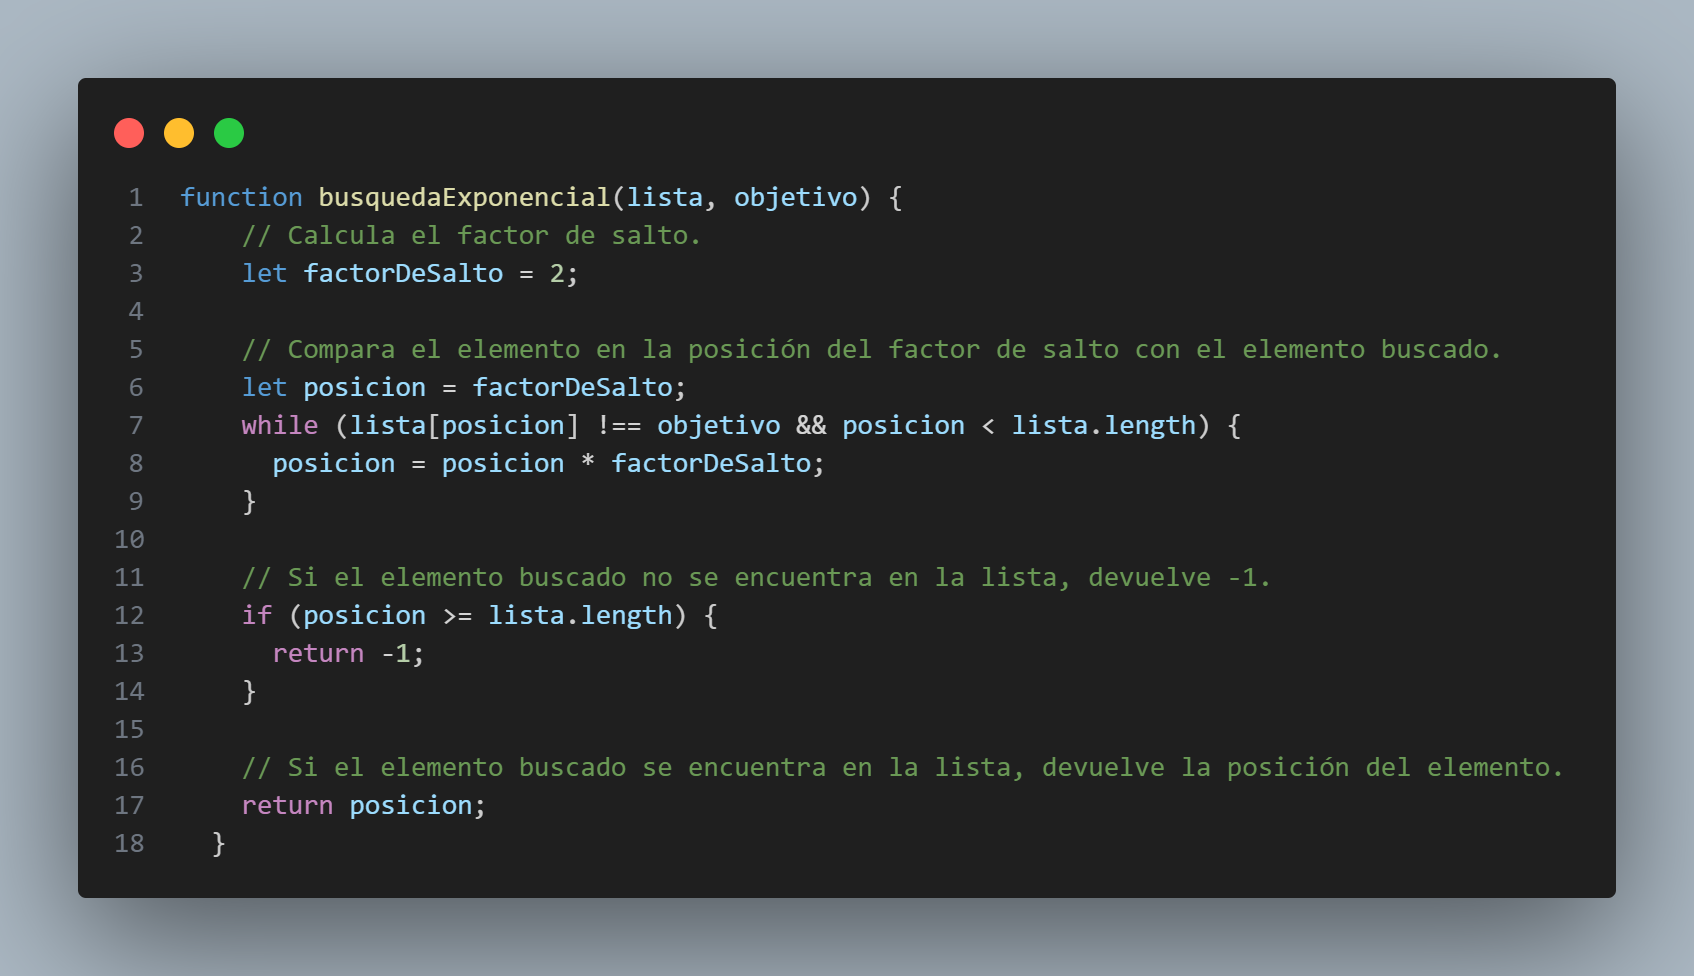 1 function busquedaExponencial(lista, objetivo) {
2 // Calcula el factor de salto.
3 let factorDeSalto = 2;
4
5 // Compara el elemento en la posición del factor de salto con el elemento buscado.
6 let posicion = factorDeSalto;
7 while (lista[posicion] !== objetivo && posicion < lista.length) {
8 posicion = posicion * factorDeSalto;
9 }
10
11 // Si el elemento buscado no se encuentra en la lista, devuelve -1.
12 if (posicion >= lista.length) {
13 return -1;
14 }
15
16 // Si el elemento buscado se encuentra en la lista, devuelve la posición del elemento.
17 return posicion;
18 }